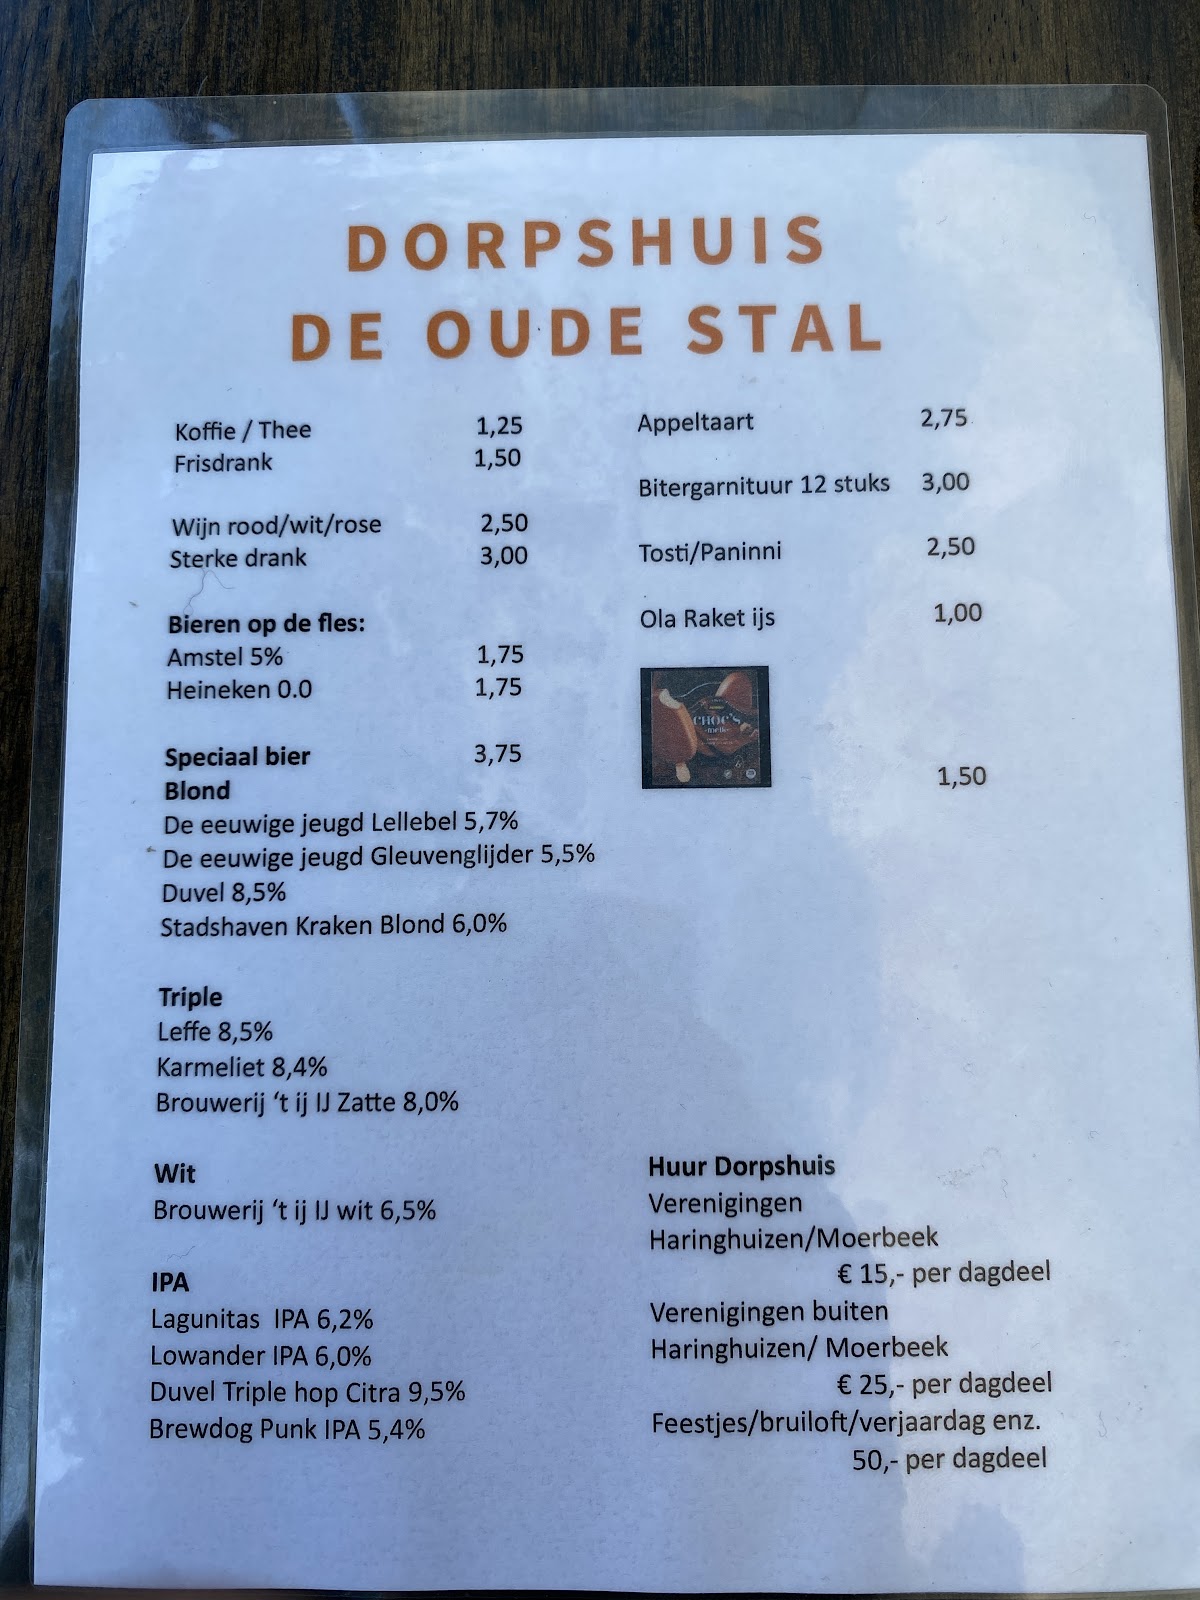 DORPSHUIS
DE OUDE STAL
Koffie / Thee 1,25
Frisdrank 1,50
Wijn rood/wit/rose 2,50
Sterke drank 3,00
Bieren op de fles:
Amstel 5% 1,75
Heineken 0.0 1,75
Speciaal bier 3,75
Blond
De eeuwige jeugd Lellebel 5,7%
De eeuwige jeugd Gleuvenglijder 5,5%
Duvel 8,5%
Stadshaven Kraken Blond 6,0%
Triple
Leffe 8,5%
Karmeliet 8,4%
Brouwerij ‘t ij IJ Zatte 8,0%
Wit
Brouwerij ‘t ij IJ wit 6,5%
IPA
Lagunitas IPA 6,2%
Lowander IPA 6,0%
Duvel Triple hop Citra 9,5%
Brewdog Punk IPA 5,4%
Appeltaart 2,75
Bitergarnituur 12 stuks 3,00
Tosti/Paninni 2,50
Ola Raket ijs 1,00
CHOC'S
1,50
Huur Dorpshuis
Verenigingen
Haringhuizen/Moerbeek
€ 15,- per dagdeel
Verenigingen buiten
Haringhuizen/ Moerbeek
€ 25,- per dagdeel
Feestjes/bruiloft/verjaardag enz.
50,- per dagdeel